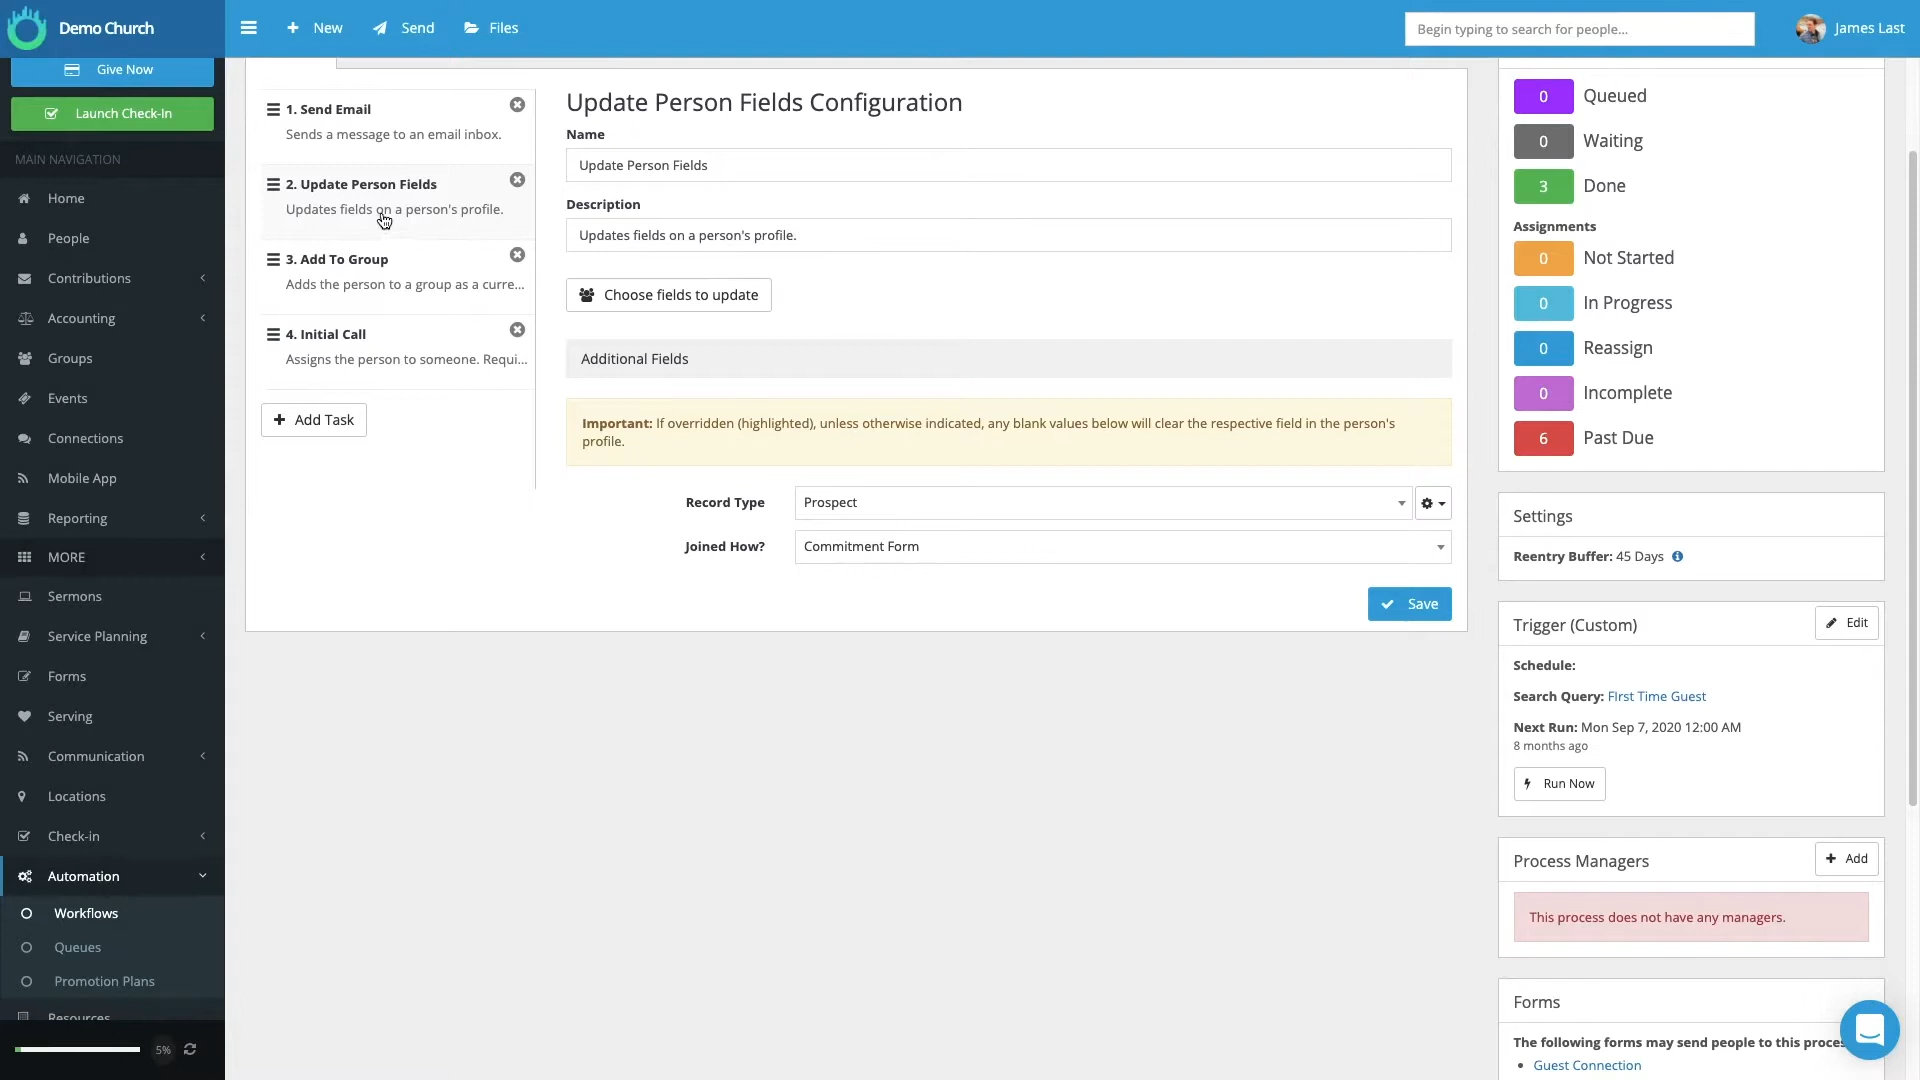 Demo Church
New
Send
Files
Begin typing to search for people...
James Last
Give Now
Launch Check-In
MAIN NAVIGATION
Home
People
Contributions
Accounting
Groups
Events
Connections
Mobile App
Reporting
MORE
Sermons
Service Planning
Forms
Serving
Communication
Locations
Check-in
Automation
Workflows
Queues
Promotion Plans
Resources
5%
1. Send Email
Sends a message to an email inbox.
2. Update Person Fields
Updates fields on a person's profile.
3. Add To Group
Adds the person to a group as a curre...
4. Initial Call
Assigns the person to someone. Requi...
Add Task
Update Person Fields Configuration
Name
Update Person Fields
Description
Updates fields on a person's profile.
Choose fields to update
Additional Fields
Important: If overridden (highlighted), unless otherwise indicated, any blank values below will clear the respective field in the person's
profile.
Record Type
Prospect
Joined How?
Commitment Form
Save
0 Queued
0 Waiting
3 Done
Assignments
0 Not Started
0 In Progress
0 Reassign
0 Incomplete
6 Past Due
Settings
Reentry Buffer: 45 Days
Trigger (Custom)
Edit
Schedule:
Search Query: FIrst Time Guest
Next Run: Mon Sep 7, 2020 12:00 AM
8 months ago
Run Now
Process Managers
Add
This process does not have any managers.
Forms
The following forms may send people to this proce
Guest Connection